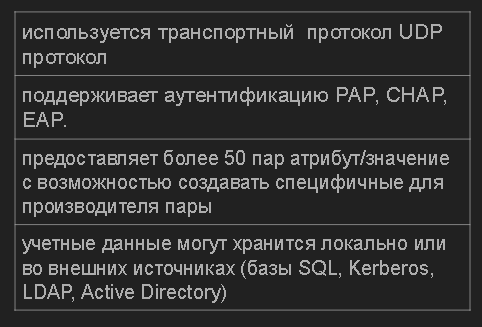 используется транспортный протокол UDP
протокол
поддерживает аутентификацию PAP, CHAP,
EAP.
предоставляет более 50 пар атрибут/значение
с возможностью создавать специфичные для
производителя пары
учетные данные могут хранится локально или
во внешних источниках (базы SQL, Kerberos,
LDAP, Active Directory)